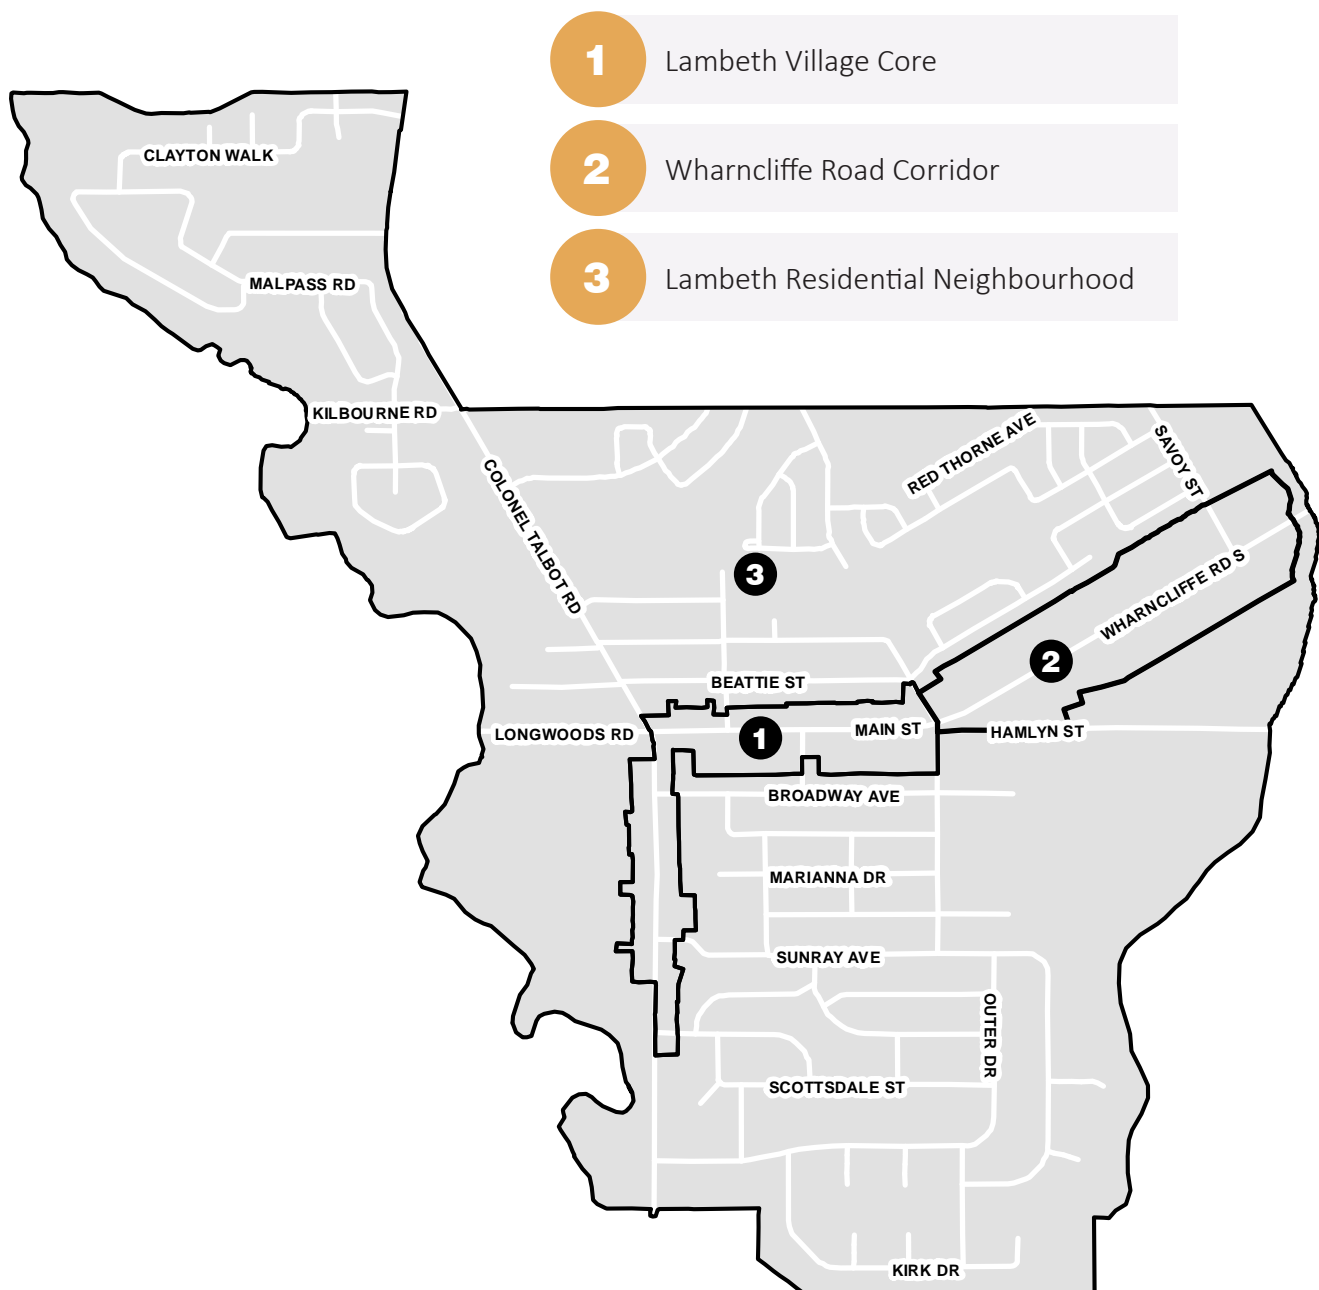 1 Lambeth Village Core
2 Wharncliffe Road Corridor
3 Lambeth Residential Neighbourhood
CLAYTON WALK
MALPASS RD
KILBOURNE RD
COLONEL TALBOT RD
RED THORNE AVE
SAVOY ST
3
WHARNCLIFFE RD S
2
BEATTIE ST
LONGWOODS RD
1
MAIN ST
HAMLYN ST
BROADWAY AVE
MARIANNA DR
SUNRAY AVE
OUTER DR
SCOTTSDALE ST
KIRK DR